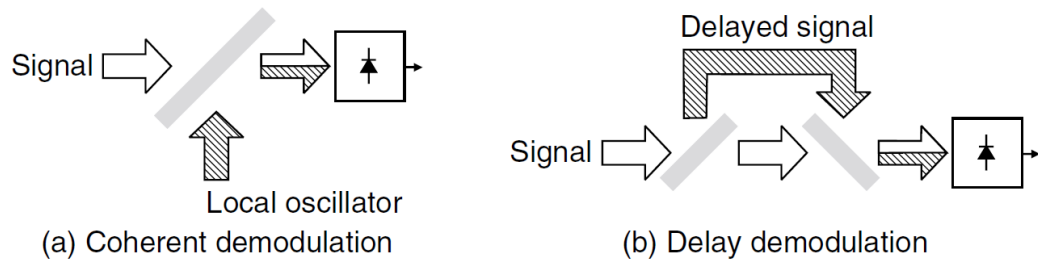 Signal
Local oscillator
(a) Coherent demodulation
Delayed signal
Signal
(b) Delay demodulation